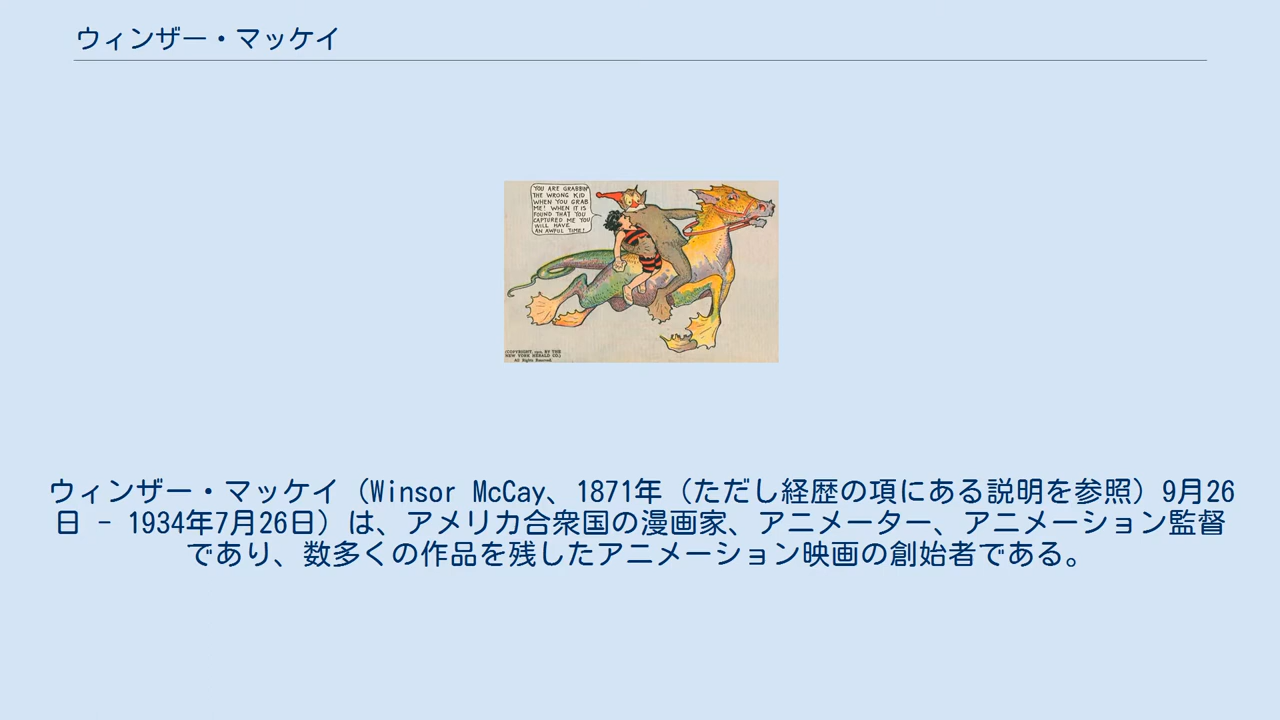 ウィンザー・マッケイ
YOU ARE GRABBIN'
THE WRONG KID
WHEN YOU GRAB
ME! WHEN IT IS
FOUND THAT YOU
CAPTURED ME YOU
WILL HAVE
AN AWFUL TIME!
(COPYRIGHT, BY THE
NEW YORK HERALD CO.)
All Rights Reserved.
ウィンザー・マッケイ（Winsor McCay、1871年（ただし経歴の項にある説明を参照）9月26
日 - 1934年7月26日）は、アメリカ合衆国の漫画家、アニメーター、アニメーション監督
であり、数多くの作品を残したアニメーション映画の創始者である。